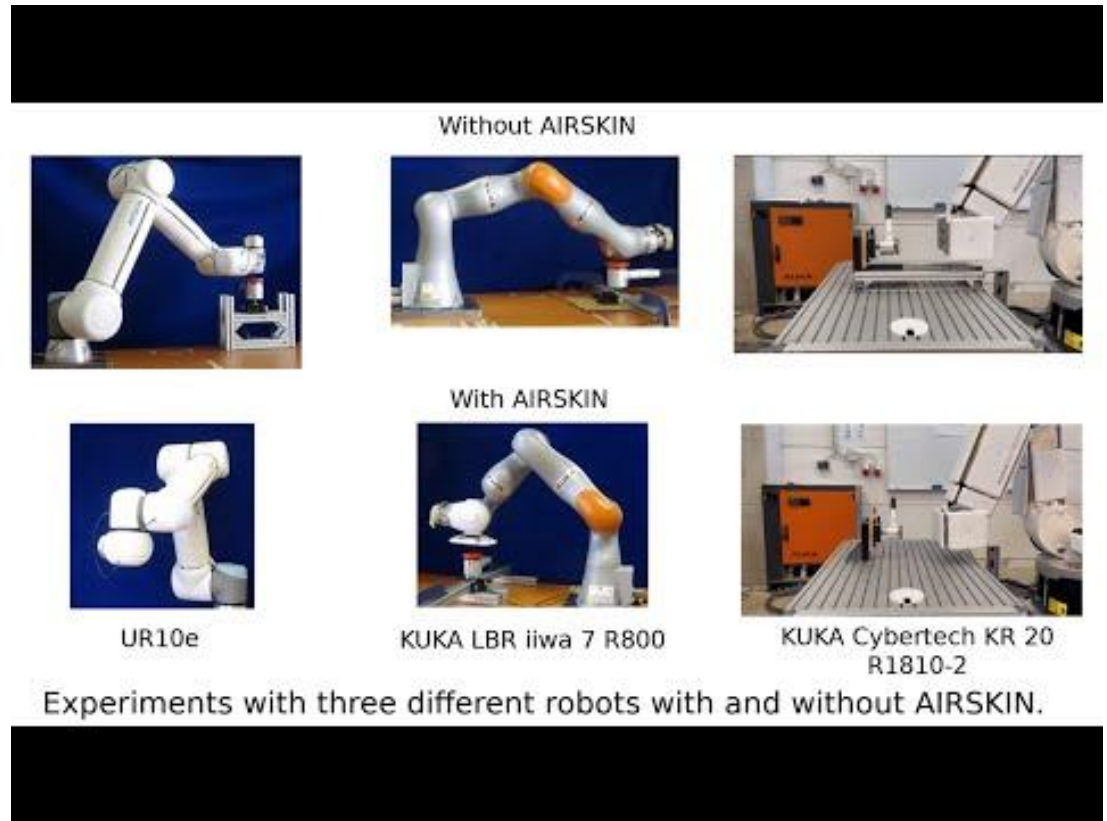 Without AIRSKIN
With AIRSKIN
UR10e
KUKA LBR iiwa 7 R800
KUKA Cybertech KR 20
R1810-2
Experiments with three different robots with and without AIRSKIN.